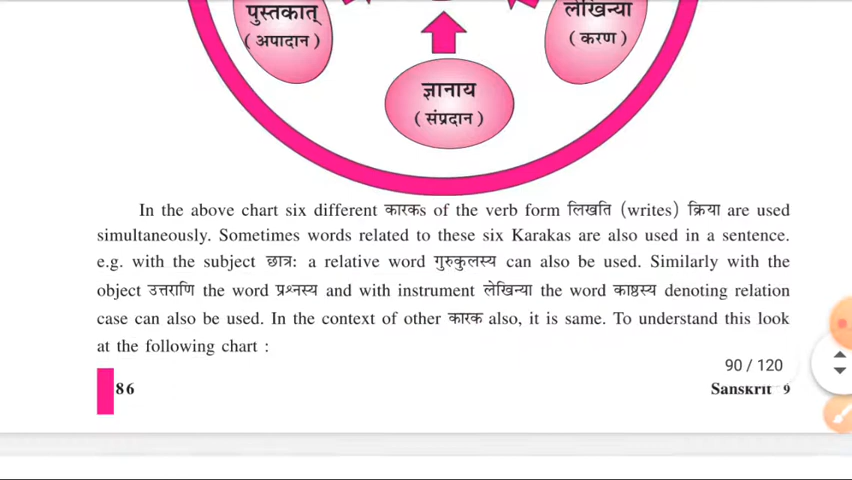 पुस्तकात्
लेखिन्या
( अपादान )
( करण )
ज्ञानाय
( संप्रदान )
In the above chart six different कारकs of the verb form लिखति (writes) क्रिया are used
simultaneously. Sometimes words related to these six Karakas are also used in a sentence.
e.g. with the subject छात्रः a relative word गुरुकुलस्य can also be used. Similarly with the
object उत्तराणि the word प्रश्नस्य and with instrument लेखिन्या the word काष्ठस्य denoting relation
case can also be used. In the context of other कारक also, it is same. To understand this look
at the following chart :
90 / 120
86
Sanskrit 9